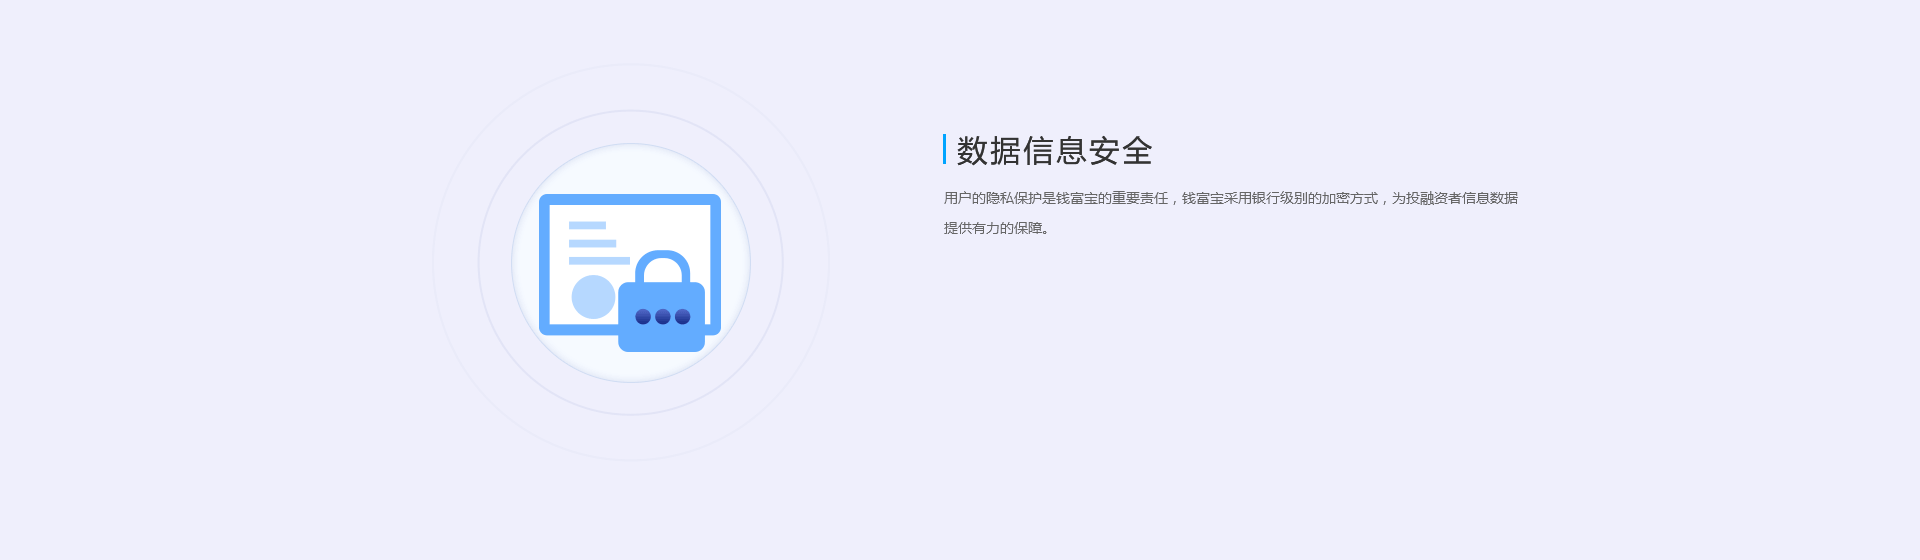 数据信息安全
用户的隐私保护是钱富宝的重要责任，钱富宝采用银行级别的加密方式，为投融资者信息数据
提供有力的保障。